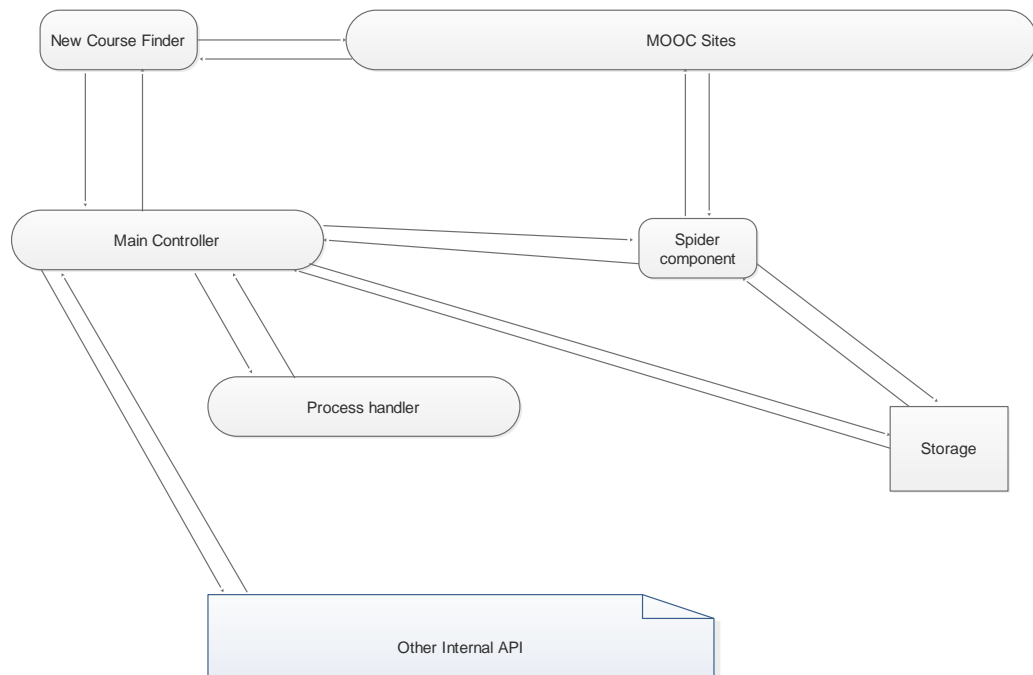 New Course Finder
MOOC Sites
Main Controller
Spider
component
Process handler
Storage
Other Internal API